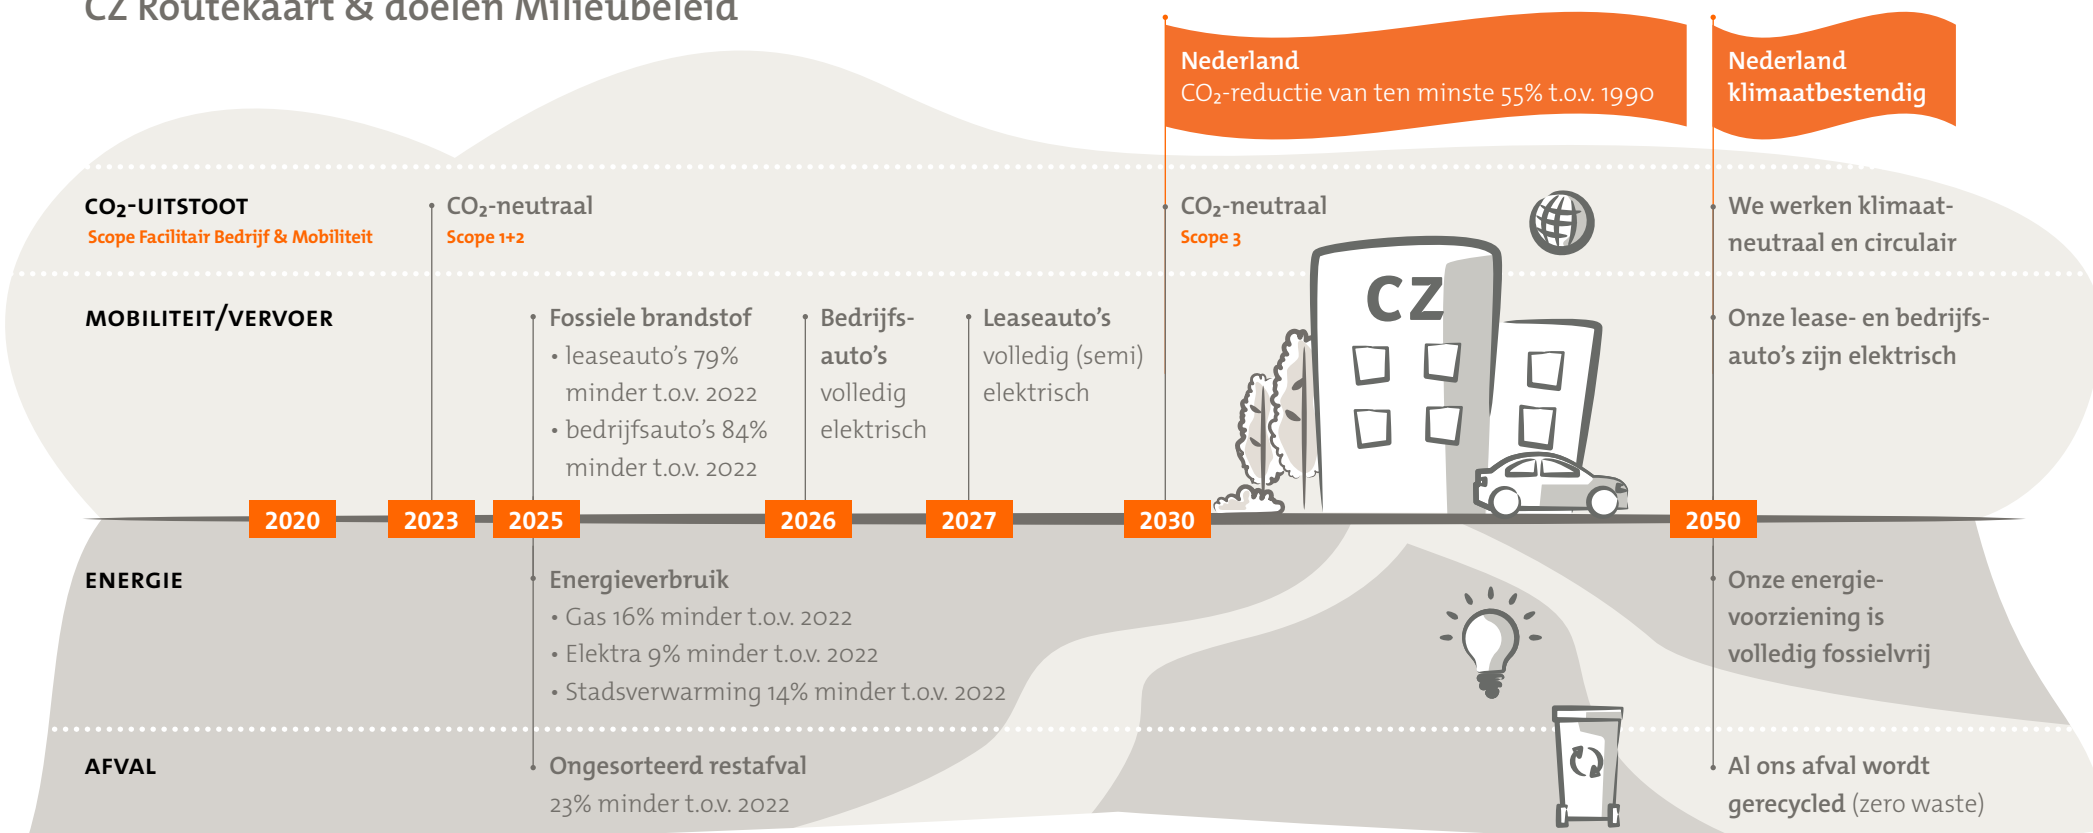 CZ Routekaart & doelen Milieubeleid
Nederland
CO₂-reductie van ten minste 55% t.o.v. 1990
Nederland
klimaatbestendig
CO₂-UITSTOOT
Scope Facilitair Bedrijf & Mobiliteit
CO₂-neutraal
Scope 1+2
CO₂-neutraal
Scope 3
We werken klimaat-
neutraal en circulair
MOBILITEIT/VERVOER
Fossiele brandstof
• leaseauto's 79%
minder t.o.v. 2022
• bedrijfsauto's 84%
minder t.o.v. 2022
Bedrijfs-
auto's
volledig
elektrisch
Leaseauto's
volledig (semi)
elektrisch
CZ
Onze lease- en bedrijfs-
auto's zijn elektrisch
2020
2023
2025
2026
2027
2030
2050
ENERGIE
Energieverbruik
• Gas 16% minder t.o.v. 2022
• Elektra 9% minder t.o.v. 2022
• Stadsverwarming 14% minder t.o.v. 2022
Onze energie-
voorziening is
volledig fossielvrij
AFVAL
Ongesorteerd restafval
23% minder t.o.v. 2022
Al ons afval wordt
gerecycled (zero waste)